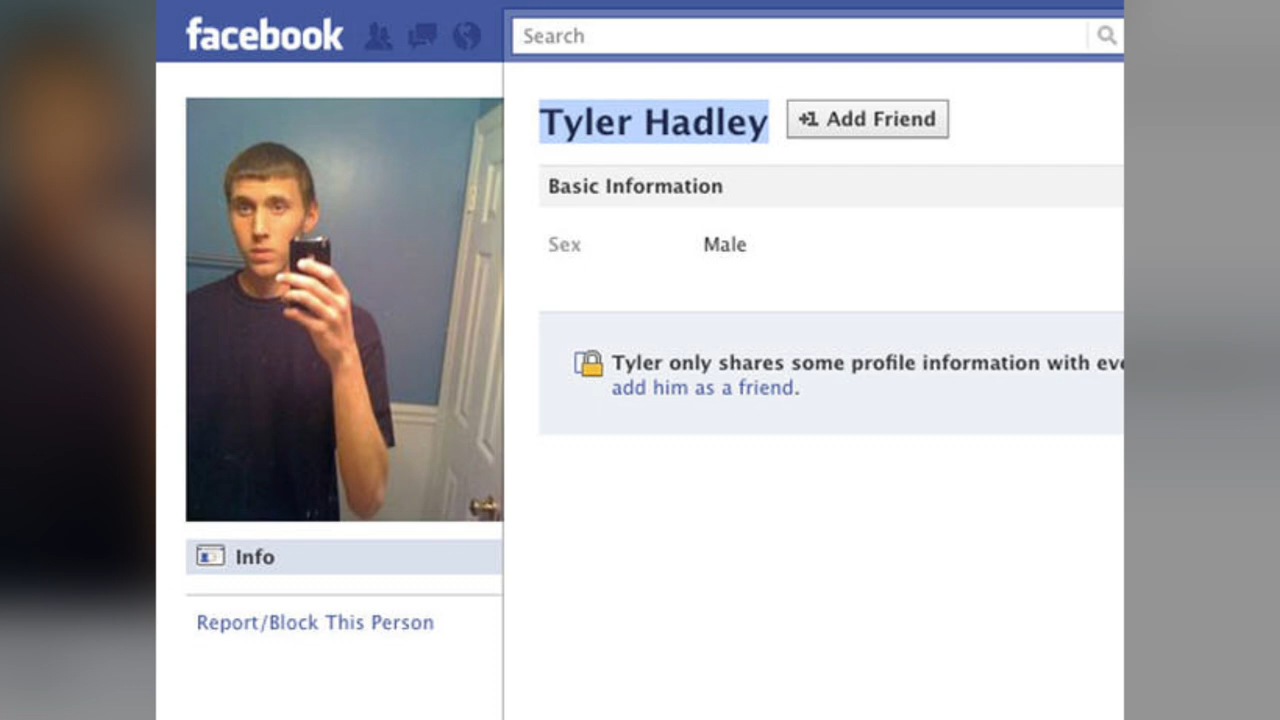 facebook
Search
Tyler Hadley
+1 Add Friend
Basic Information
Sex Male
Tyler only shares some profile information with
add him as a friend.
Info
Report/Block This Person